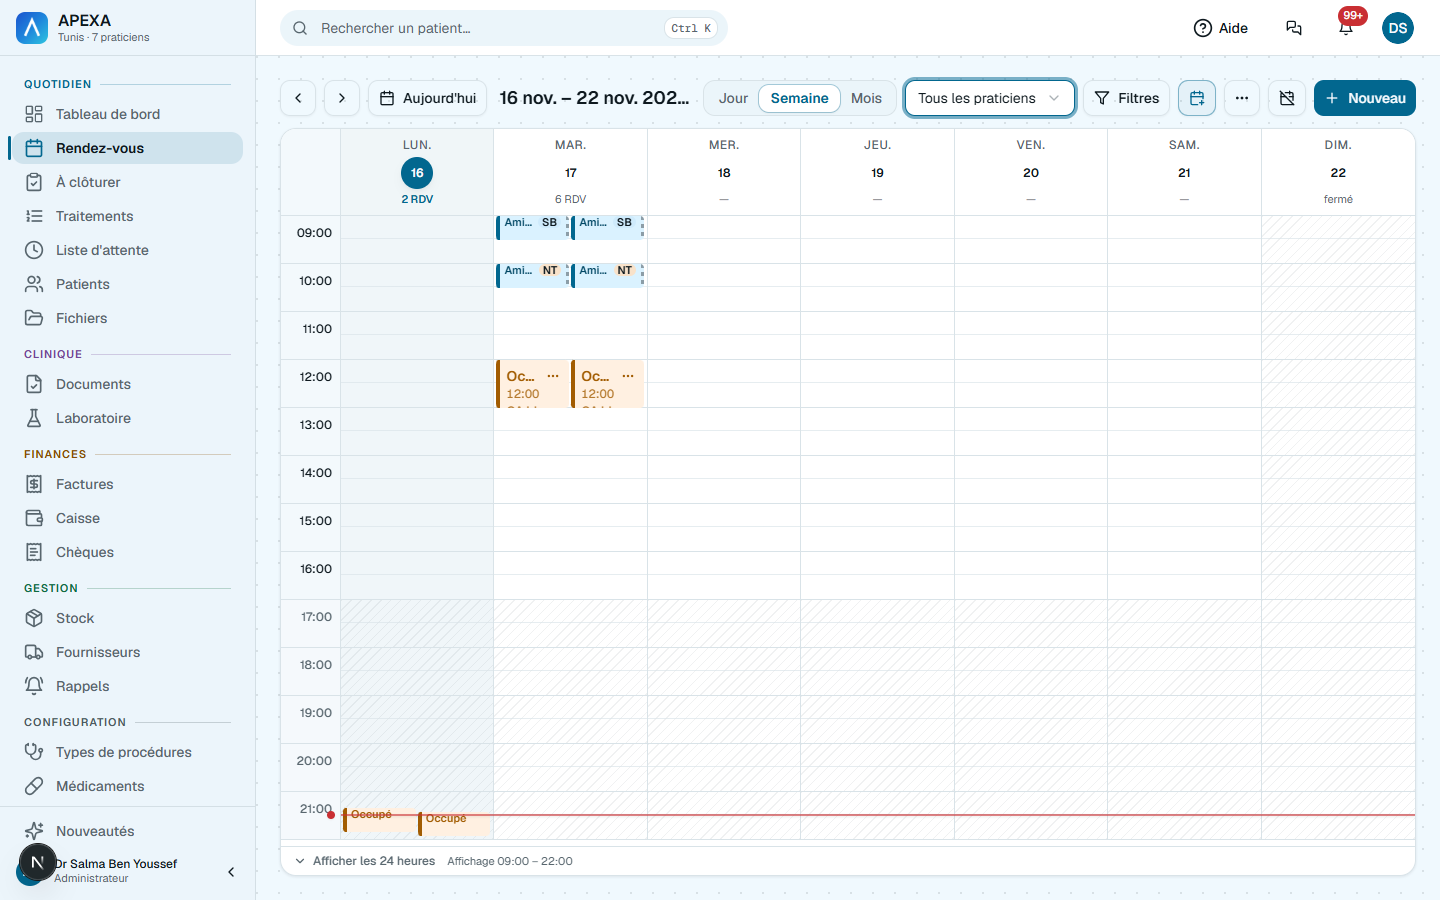 APEXA
Tunis · 7 praticiens
Rechercher un patient…
Ctrl K
Aide
99+
DS
QUOTIDIEN
Tableau de bord
Rendez-vous
À clôturer
Traitements
Liste d'attente
Patients
Fichiers
CLINIQUE
Documents
Laboratoire
FINANCES
Factures
Caisse
Chèques
GESTION
Stock
Fournisseurs
Rappels
CONFIGURATION
Types de procédures
Médicaments
Nouveautés
N
Dr Salma Ben Youssef
Administrateur
Aujourd'hui
16 nov. – 22 nov. 202…
Jour
Semaine
Mois
Tous les praticiens
Filtres
Nouveau
LUN.
16
2 RDV
MAR.
17
6 RDV
MER.
18
—
JEU.
19
—
VEN.
20
—
SAM.
21
—
DIM.
22
fermé
09:00
Ami… SB
Ami… SB
10:00
Ami… NT
Ami… NT
11:00
12:00
Oc… 
12:00
Oc… 
12:00
13:00
14:00
15:00
16:00
17:00
18:00
19:00
20:00
21:00
Occupé
Occupé
Afficher les 24 heures
Affichage 09:00 – 22:00